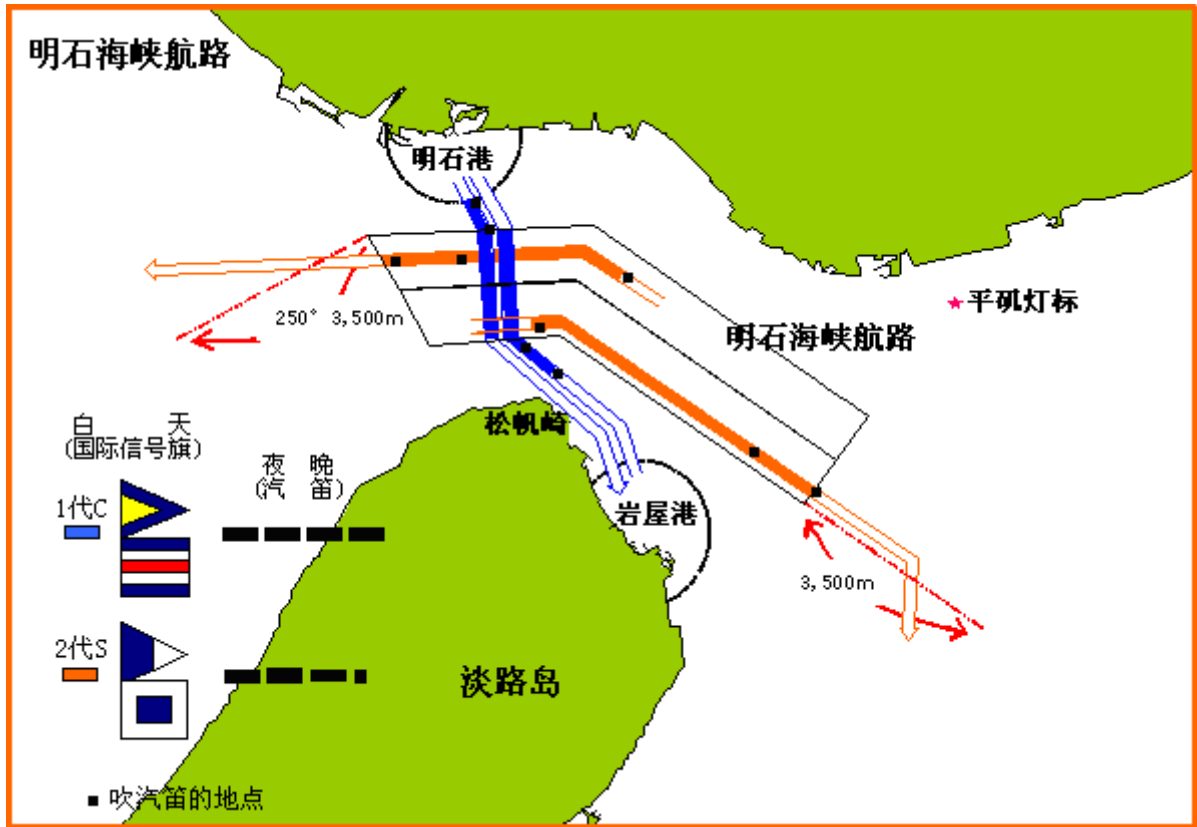 明石海峡航路
明石港
平矶灯标
250° 3,500m
明石海峡航路
松帆崎
白 天
(国际信号旗)
夜 晚
(汽 笛)
1代C
岩屋港
3,500m
2代S
淡路岛
吹汽笛的地点